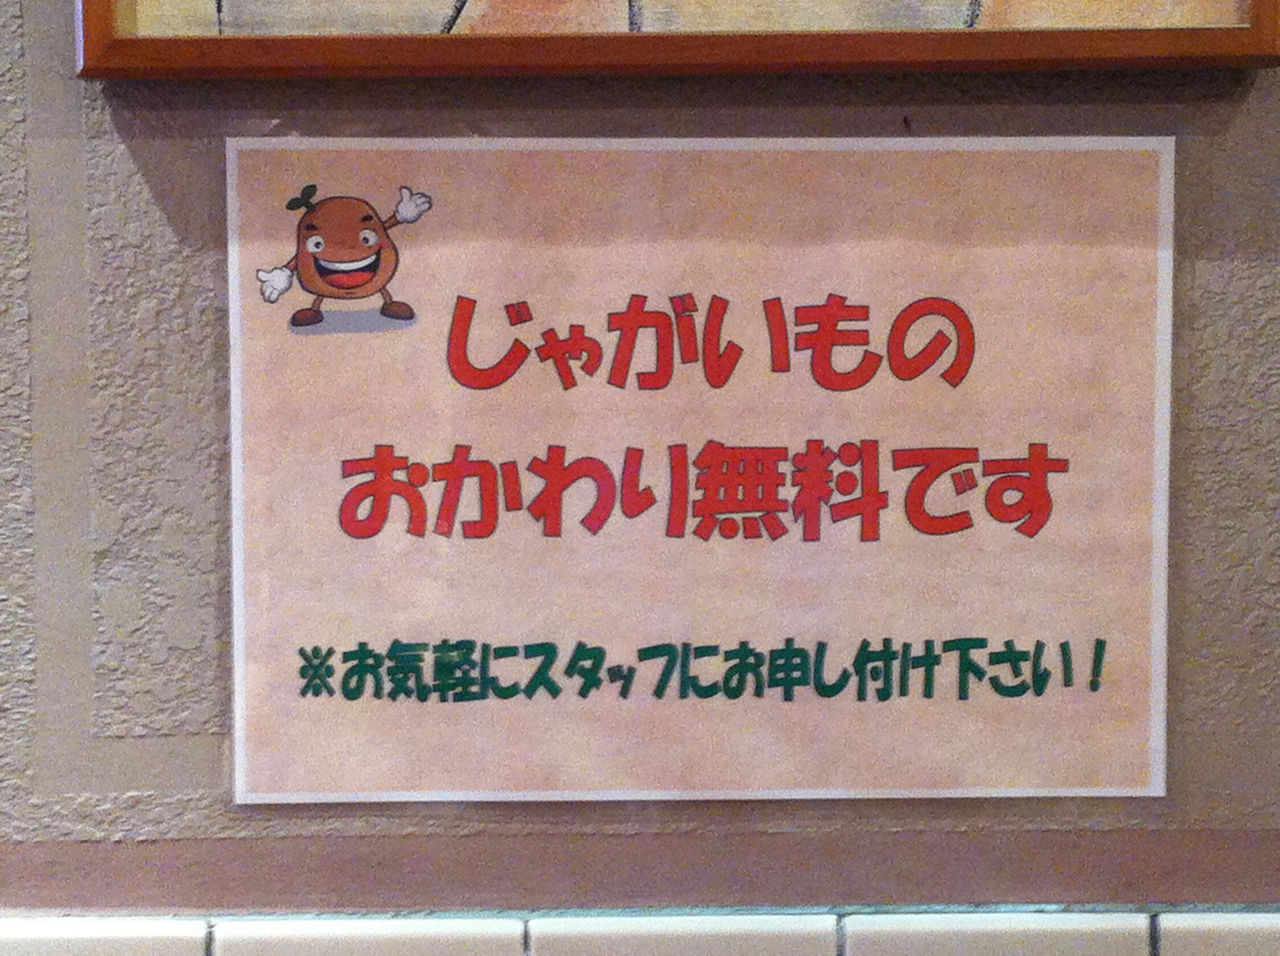 じゃがいもの
おかわり無料です
※お気軽にスタッフにお申し付け下さい！